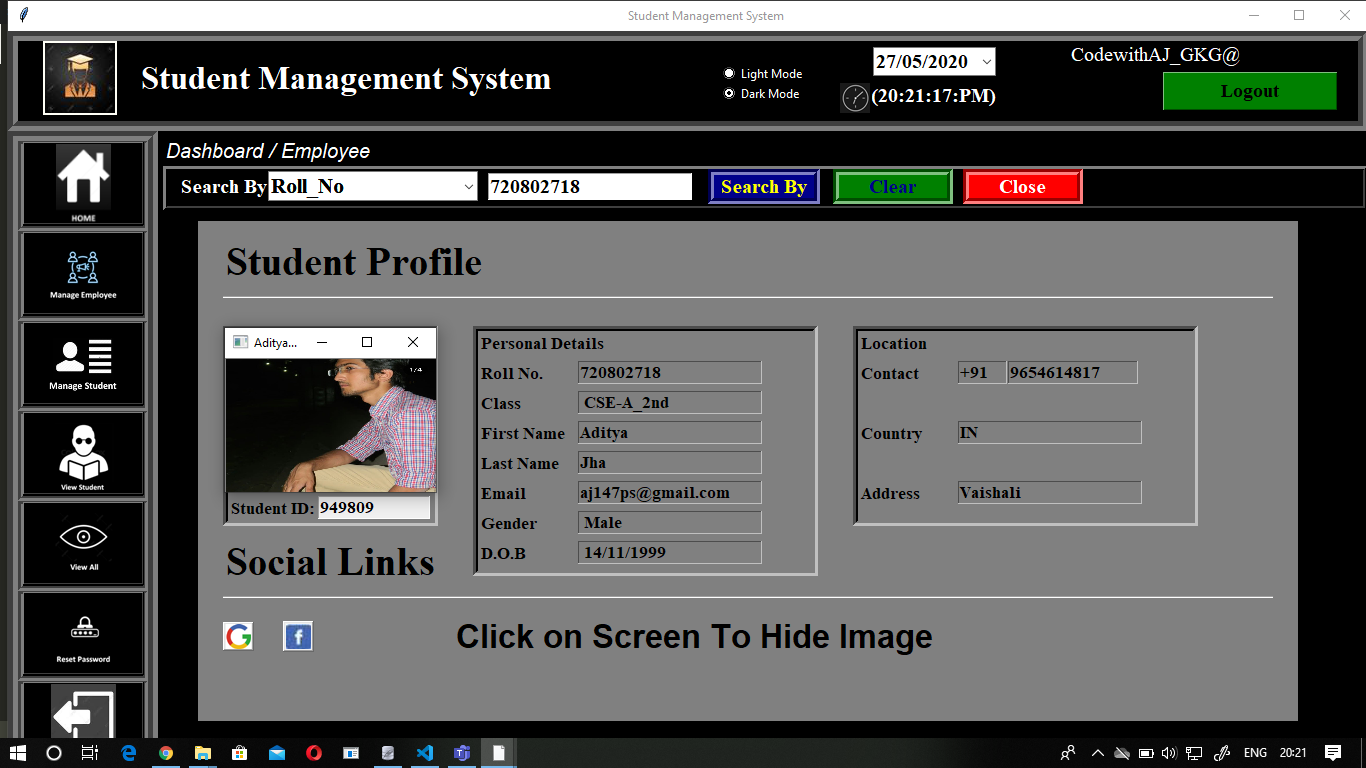 Student Management System
Student Management System
Light Mode
Dark Mode
27/05/2020
(20:21:17:PM)
CodewithAJ_GKG@
Logout
HOME
Manage Employee
Manage Student
View Student
View All
Reset Password
Dashboard / Employee
Search By Roll_No 720802718 Search By Clear Close
Student Profile
Aditya...
1/4
Student ID: 949809
Personal Details
Roll No. 720802718
Class CSE-A_2nd
First Name Aditya
Last Name Jha
Email aj147ps@gmail.com
Gender Male
D.O.B 14/11/1999
Location
Contact +91 9654614817
Country IN
Address Vaishali
Social Links
G f
Click on Screen To Hide Image
ENG 20:21